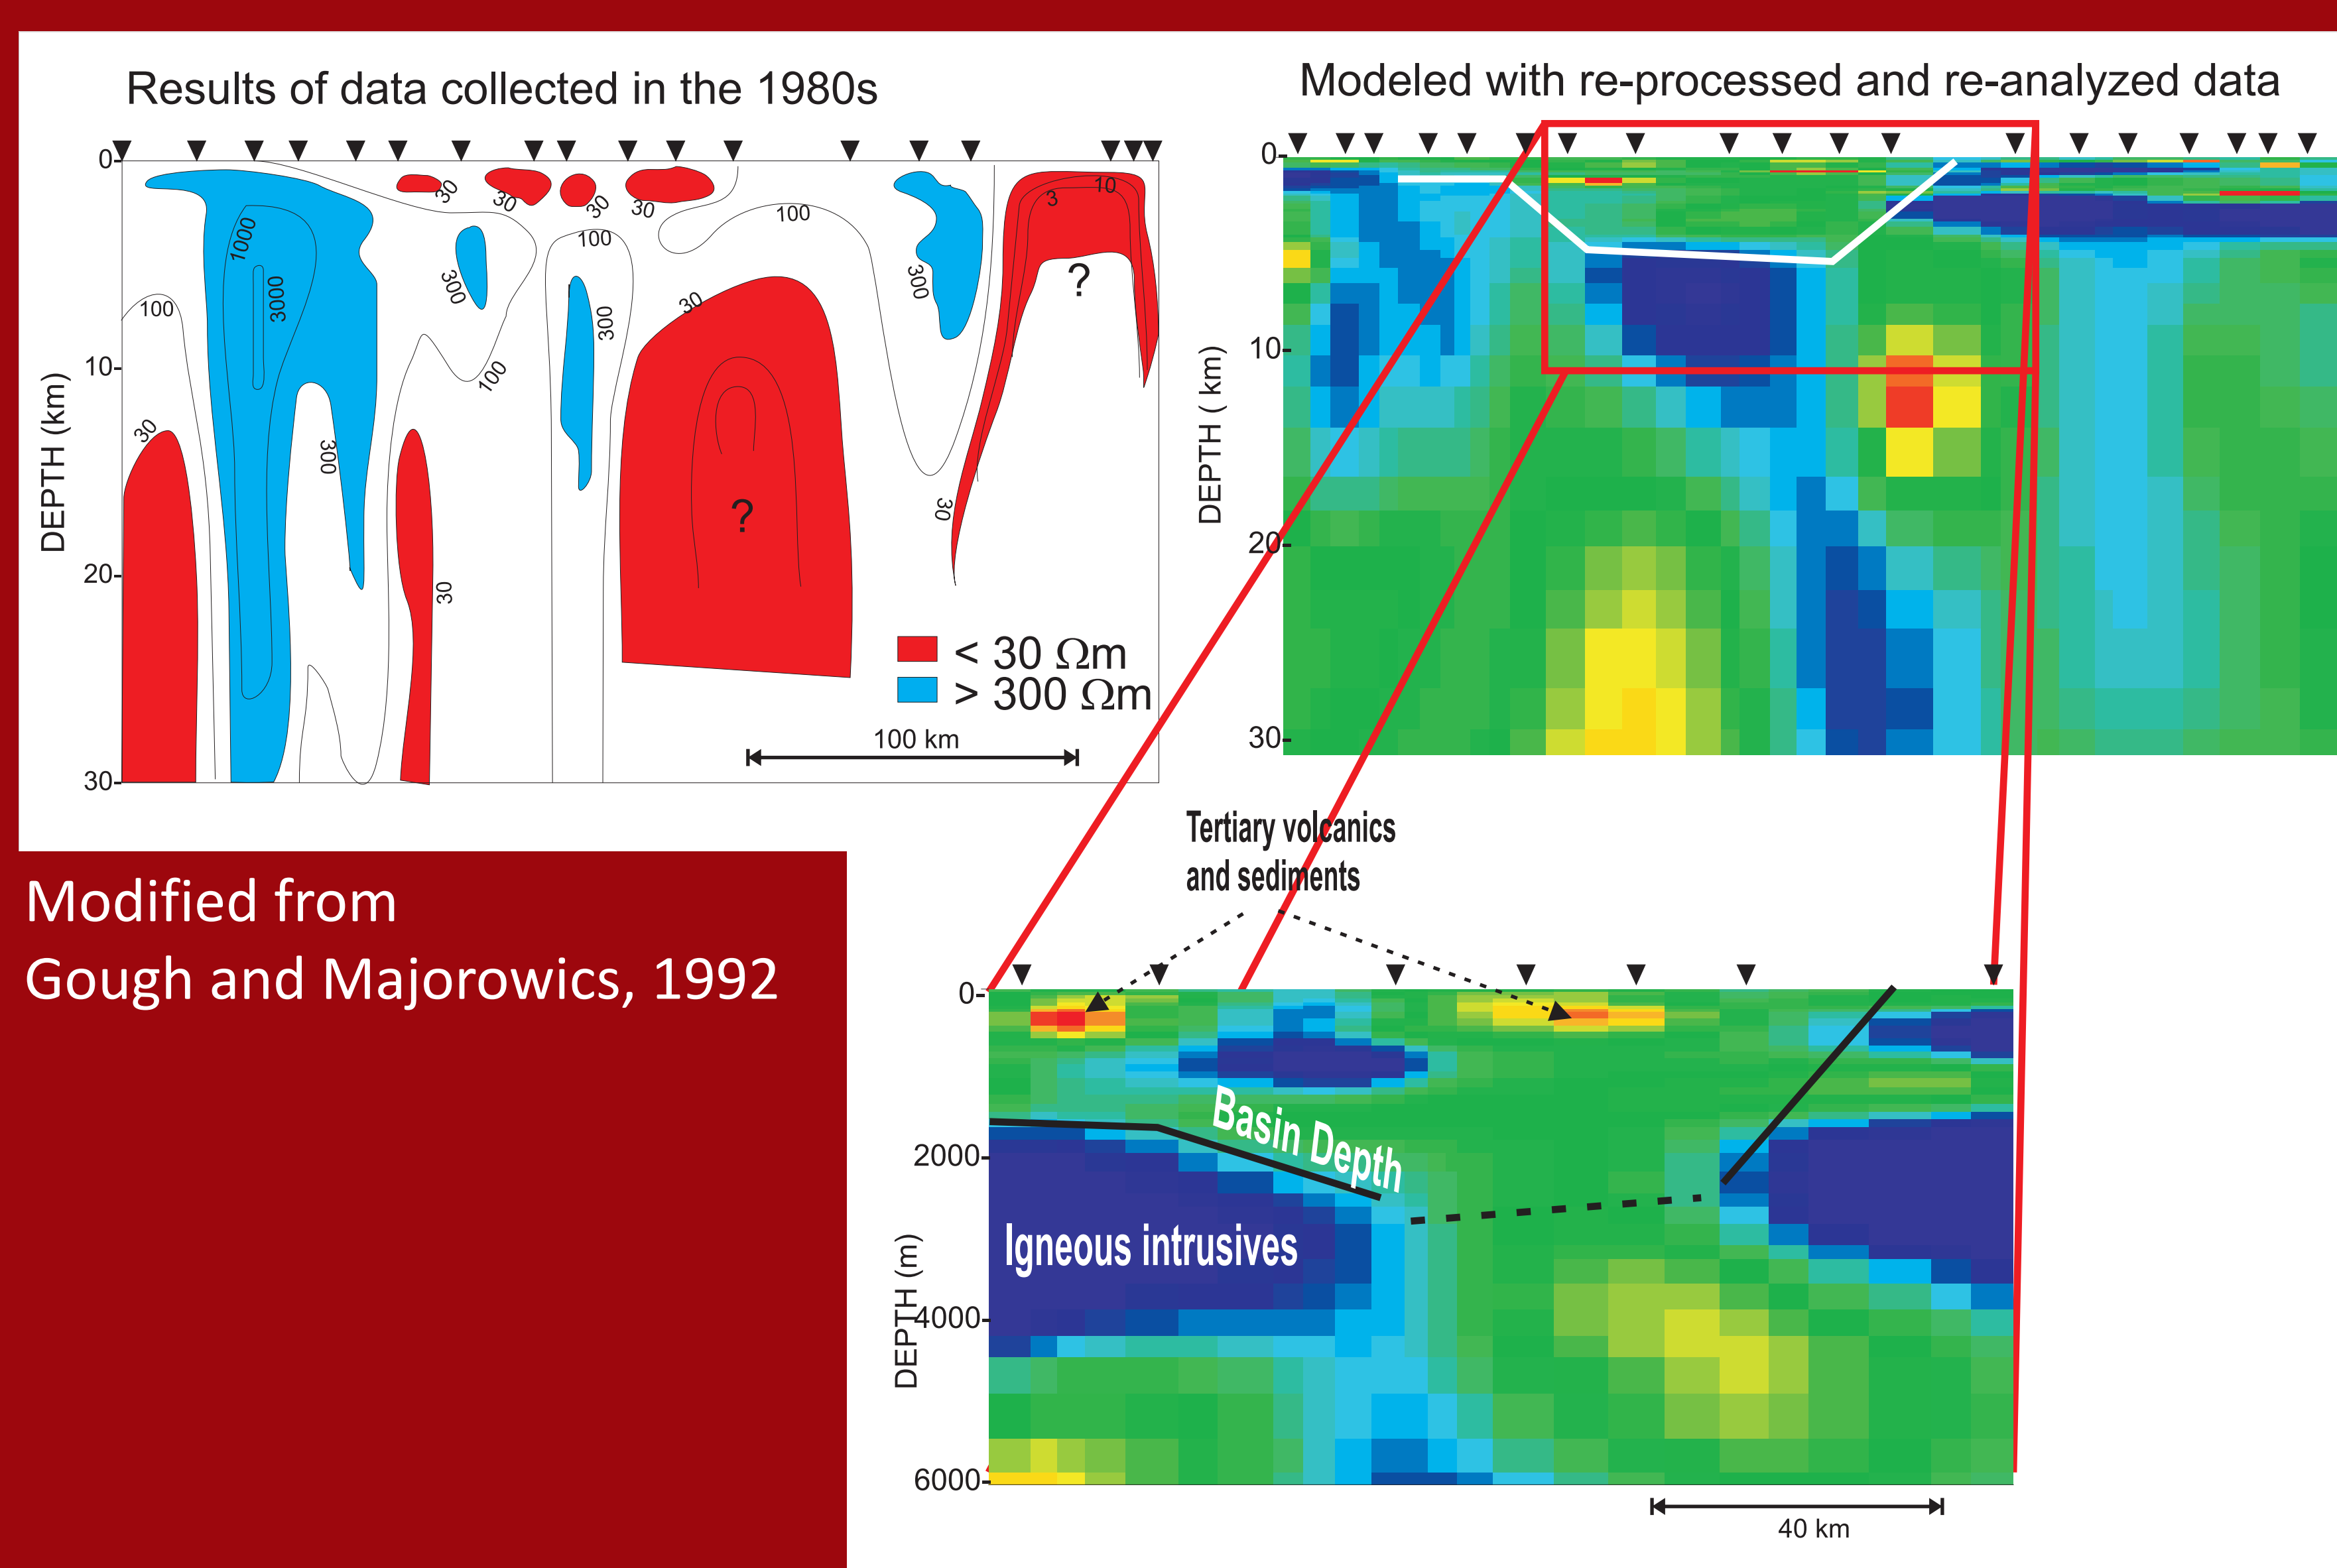 Results of data collected in the 1980s
0
10
20
30
DEPTH (km)
100
30
1000
3000
300
30
300
100
30
30
30
30
100
300
30
100
300
30
3
10
?
?
< 30 Ωm
> 300 Ωm
100 km
Modeled with re-processed and re-analyzed data
0
10
20
30
DEPTH ( km)
Modified from
Gough and Majorowics, 1992
Tertiary volcanics
and sediments
0
2000
4000
6000
DEPTH (m)
Basin Depth
Igneous intrusives
40 km